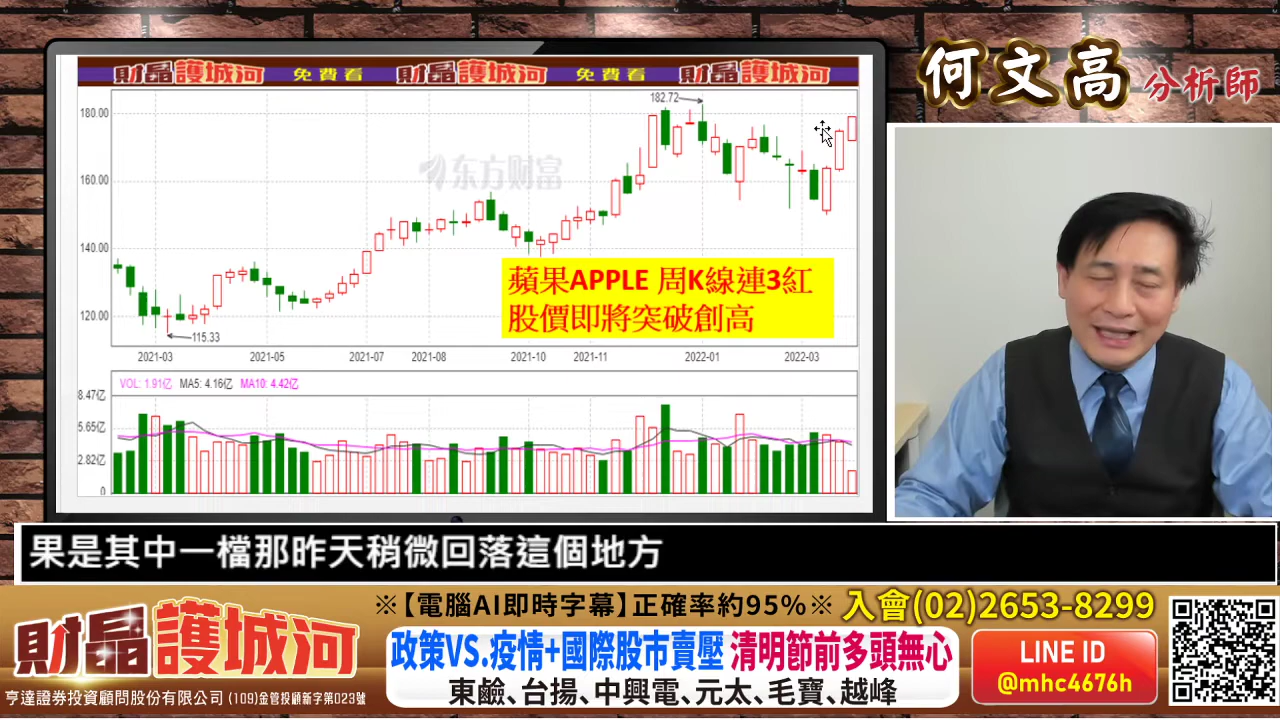 財晶護城河 免費看 財晶護城河 免費看 財晶護城河
何文高 分析師
182.72
180.00
160.00
140.00
120.00
东方财富
115.33
蘋果APPLE 周K線連3紅
股價即將突破創高
2021-03 2021-05 2021-07 2021-08 2021-10 2021-11 2022-01 2022-03
VOL: 1.91亿 MA5: 4.16亿 MA10: 4.42亿
8.47亿
5.65亿
2.82亿
0
果是其中一檔那昨天稍微回落這個地方
※【電腦AI即時字幕】正確率約95%※ 入會(02)2653-8299
財晶護城河
政策VS.疫情+國際股市賣壓 清明節前多頭無心
東鹼、台揚、中興電、元太、毛寶、越峰
LINE ID
@mhc4676h
亨達證券投資顧問股份有限公司 (109)金管投顧新字第023號